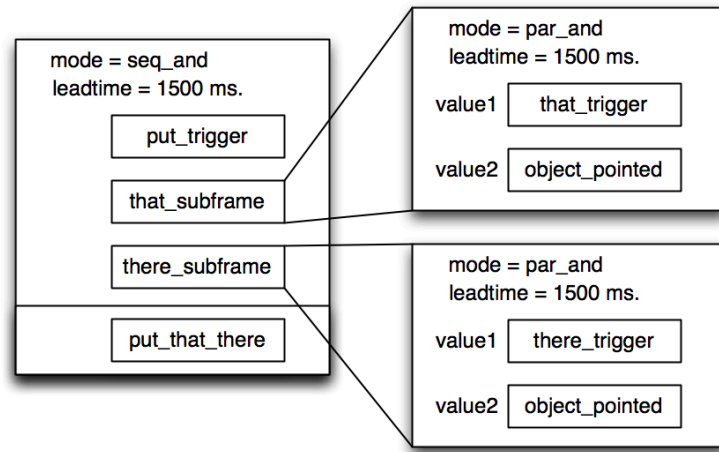 mode = seq_and
leadtime = 1500 ms.
put_trigger
that_subframe
there_subframe
put_that_there
mode = par_and
leadtime = 1500 ms.
value1 that_trigger
value2 object_pointed
mode = par_and
leadtime = 1500 ms.
value1 there_trigger
value2 object_pointed